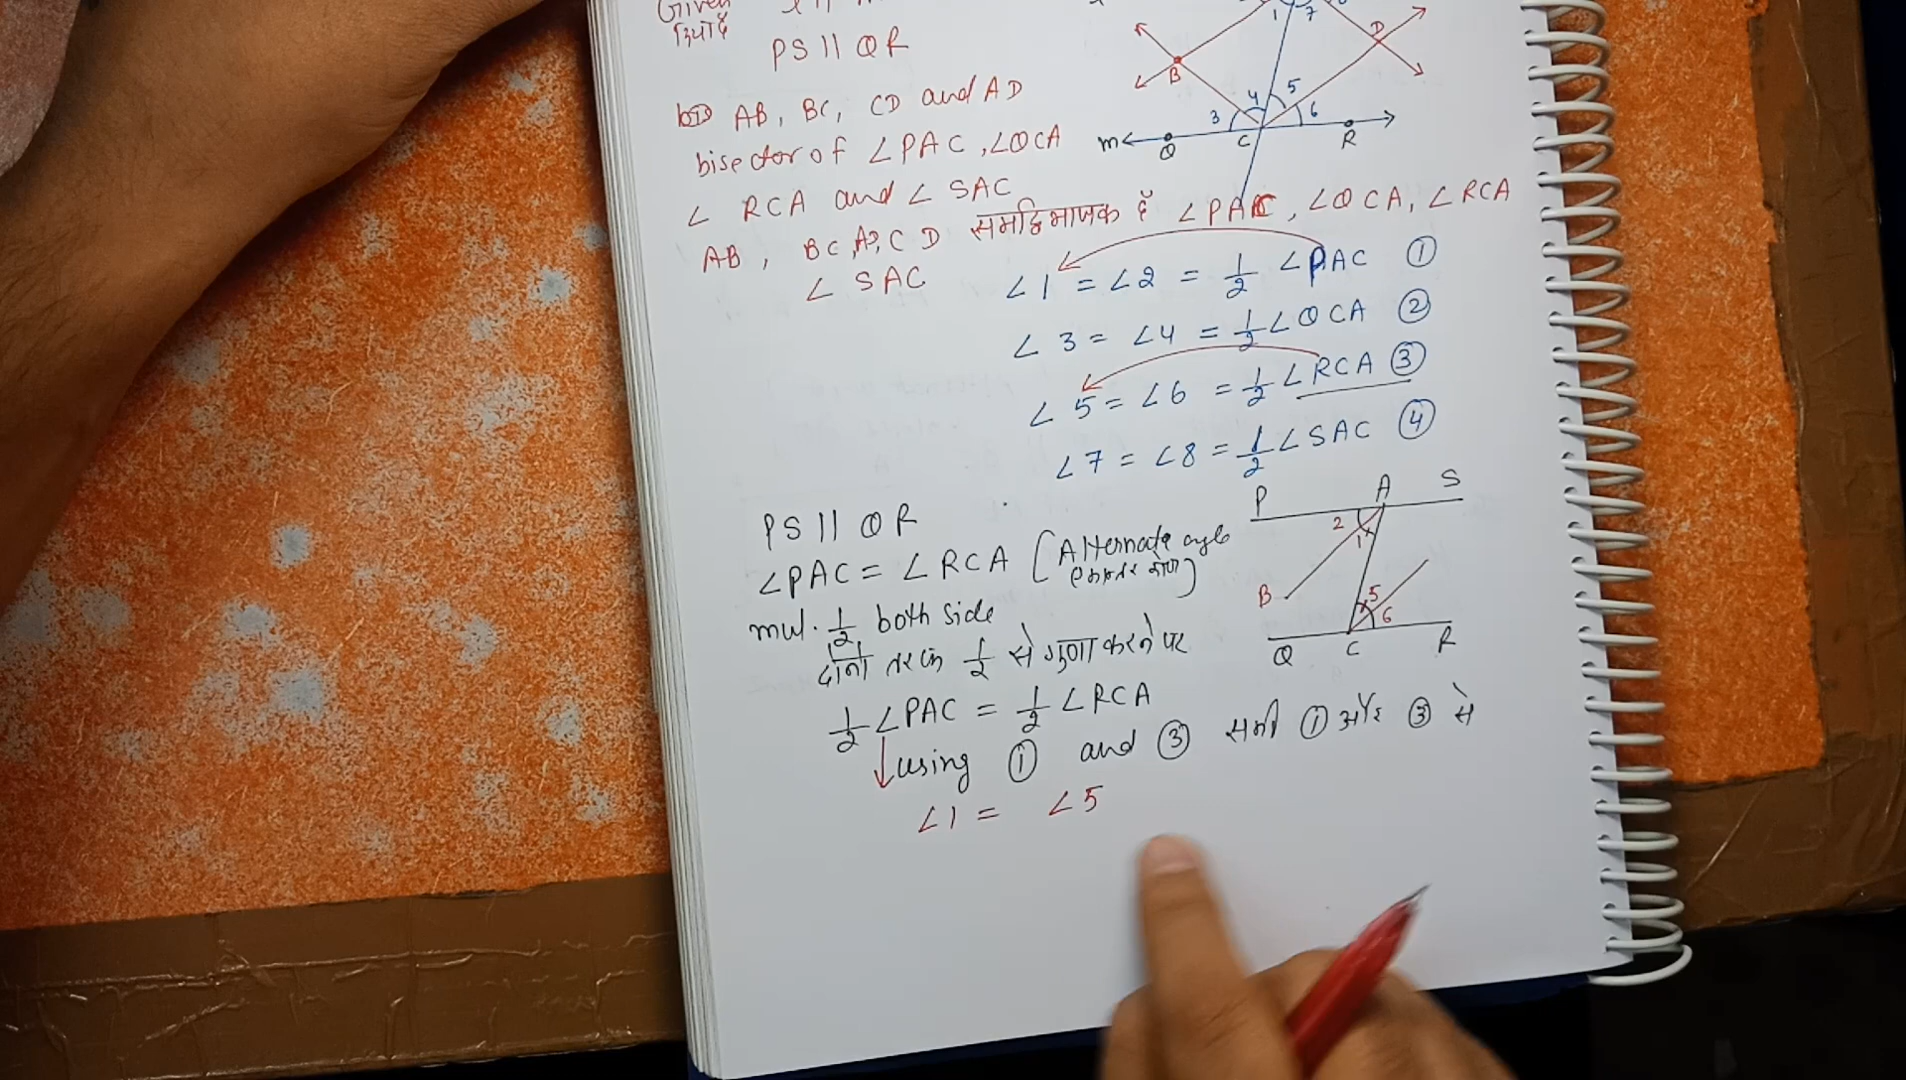 Given l ||
PS || QR
AB, BC, CD and AD
bisector of ∠PAC, ∠QCA
∠ RCA and ∠ SAC
AB, BC, AD, CD समद्विभाजक हैं ∠PAC, ∠QCA, ∠RCA
∠ SAC
∠1 = ∠2 = 1/2 ∠PAC ①
∠3 = ∠4 = 1/2 ∠QCA ②
∠5 = ∠6 = 1/2 ∠RCA ③
∠7 = ∠8 = 1/2 ∠SAC ④
PS || QR
∠PAC = ∠RCA [Alternate angle
एकान्तर कोण]
mul. 1/2 both side
दोनो तरफ 1/2 से गुणा करने पर
1/2 ∠PAC = 1/2 ∠RCA
using ① and ③ समी ① और ③ से
∠1 = ∠5
1 7
D
B
4 5
3 6
m Q C R
P A S
2
1
B 5
6
Q C R